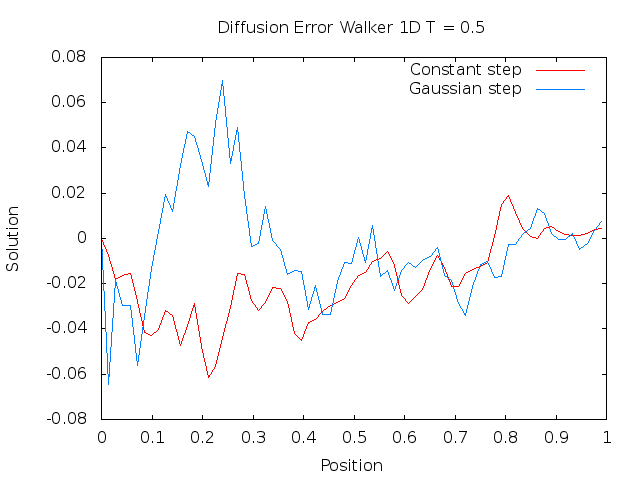 Diffusion Error Walker 1D T = 0.5
Constant step
Gaussian step
0.08
0.06
0.04
0.02
0
-0.02
-0.04
-0.06
-0.08
Solution
0 0.1 0.2 0.3 0.4 0.5 0.6 0.7 0.8 0.9 1
Position